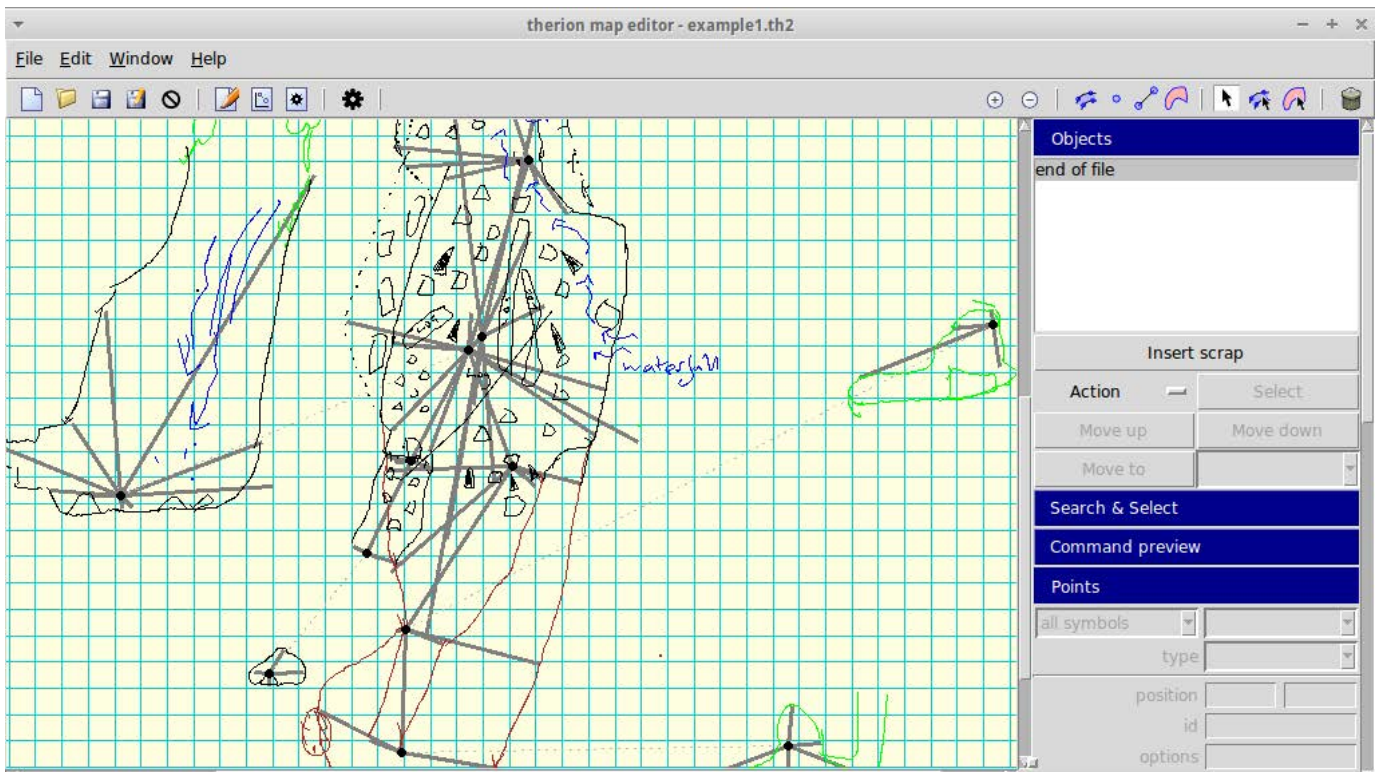 therion map editor - example1.th2
File Edit Window Help
Objects
end of file
Insert scrap
Action Select
Move up Move down
Move to
Search & Select
Command preview
Points
all symbols
type
position
id
options
waterfall